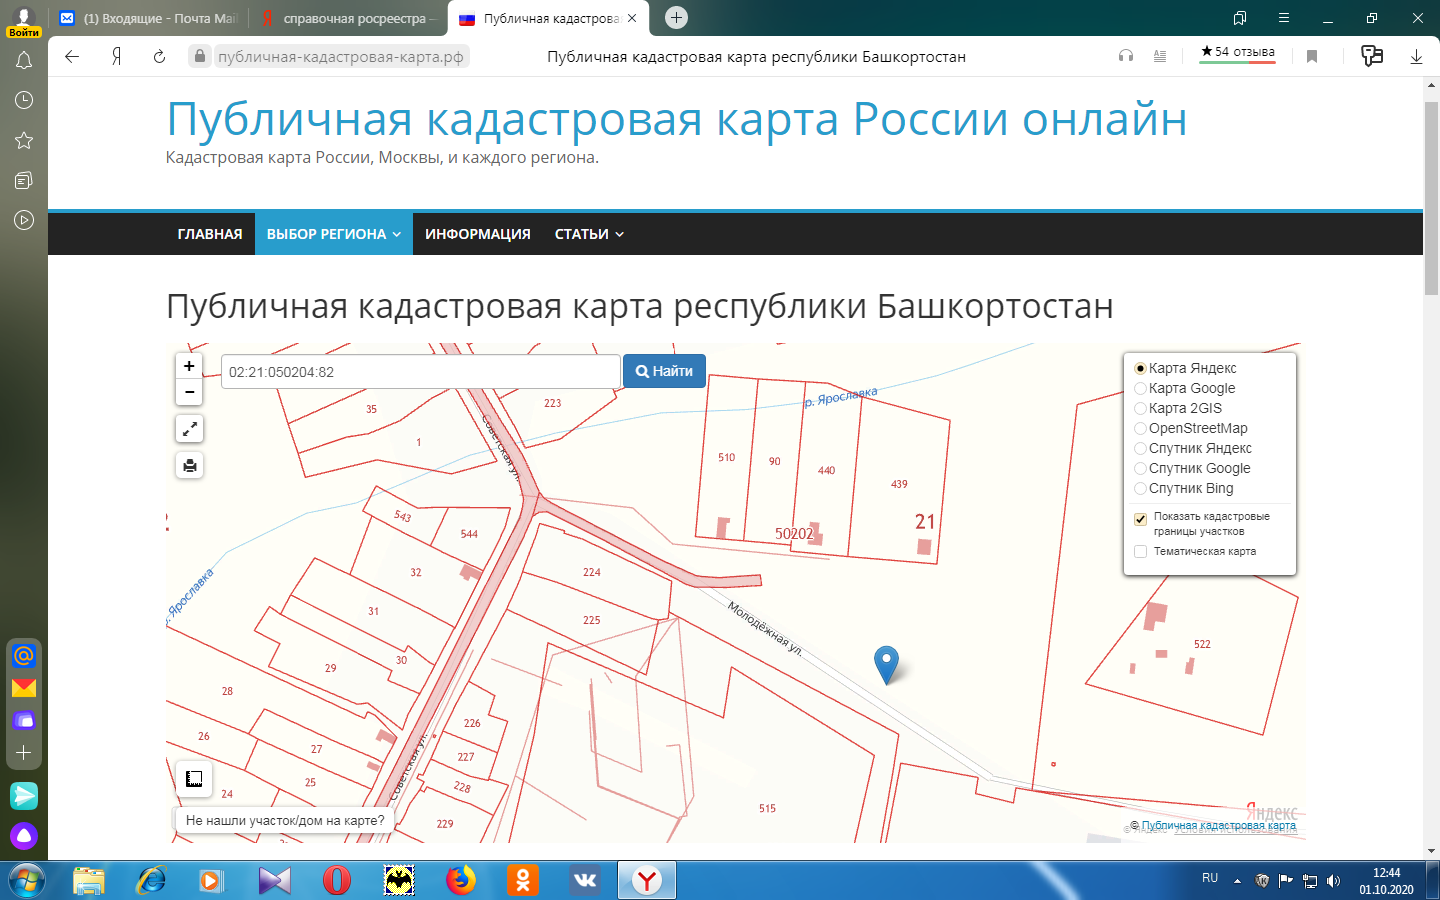 Войти
(1) Входящие - Почта Mail
справочная росреестра —
Публичная кадастрова
публичная-кадастровая-карта.рф
Публичная кадастровая карта республики Башкортостан
★54 отзыва
Публичная кадастровая карта России онлайн
Кадастровая карта России, Москвы, и каждого региона.
ГЛАВНАЯ
ВЫБОР РЕГИОНА
ИНФОРМАЦИЯ
СТАТЬИ
Публичная кадастровая карта республики Башкортостан
+
−
02:21:050204:82
Найти
Карта Яндекс
Карта Google
Карта 2GIS
OpenStreetMap
Спутник Яндекс
Спутник Google
Спутник Bing
Показать кадастровые
границы участков
Тематическая карта
35
1
223
Советская ул.
р. Ярославка
510
90
440
439
21
50202
543
544
32
31
30
29
28
27
26
25
24
224
225
226
227
228
229
р. Ярославка
Молодёжная ул.
Советская ул.
522
515
Не нашли участок/дом на карте?
Яндекс
© Публичная кадастровая карта
© Яндекс Условия использования
RU
12:44
01.10.2020